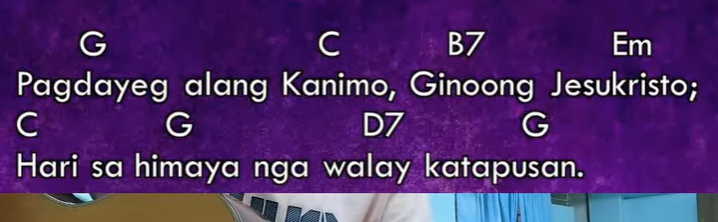 G C B7 Em
Pagdayeg alang Kanimo, Ginoong Jesukristo;
C G D7 G
Hari sa himaya nga walay katapusan.